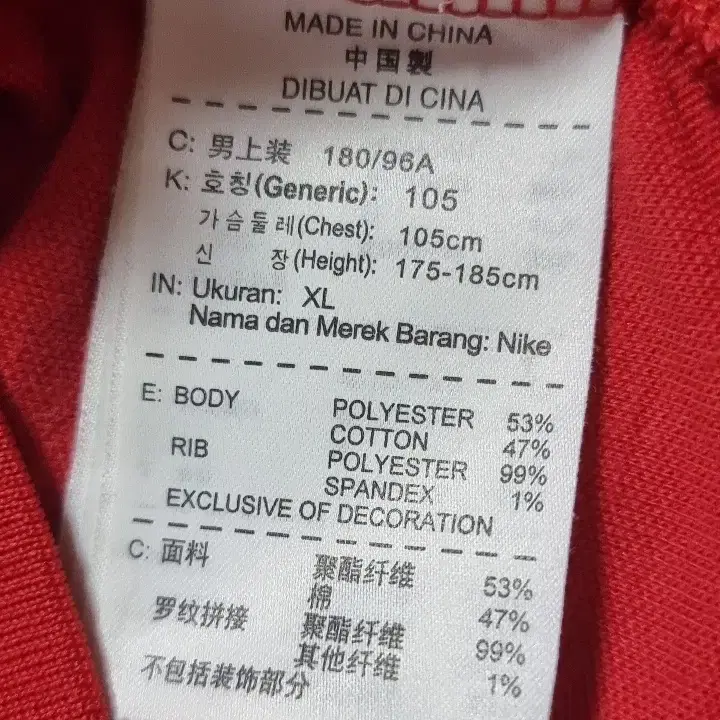 MADE IN CHINA
中国製
DIBUAT DI CINA
C: 男上装 180/96A
K: 호칭(Generic): 105
가슴둘레(Chest): 105cm
신 장(Height): 175-185cm
IN: Ukuran: XL
Nama dan Merek Barang: Nike
E: BODY POLYESTER 53%
COTTON 47%
RIB POLYESTER 99%
SPANDEX 1%
EXCLUSIVE OF DECORATION
C: 面料 聚酯纤维 53%
棉 47%
罗纹拼接 聚酯纤维 99%
其他纤维 1%
不包括装饰部分